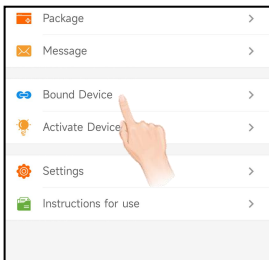 Package
Message
Bound Device
Activate Device
Settings
Instructions for use